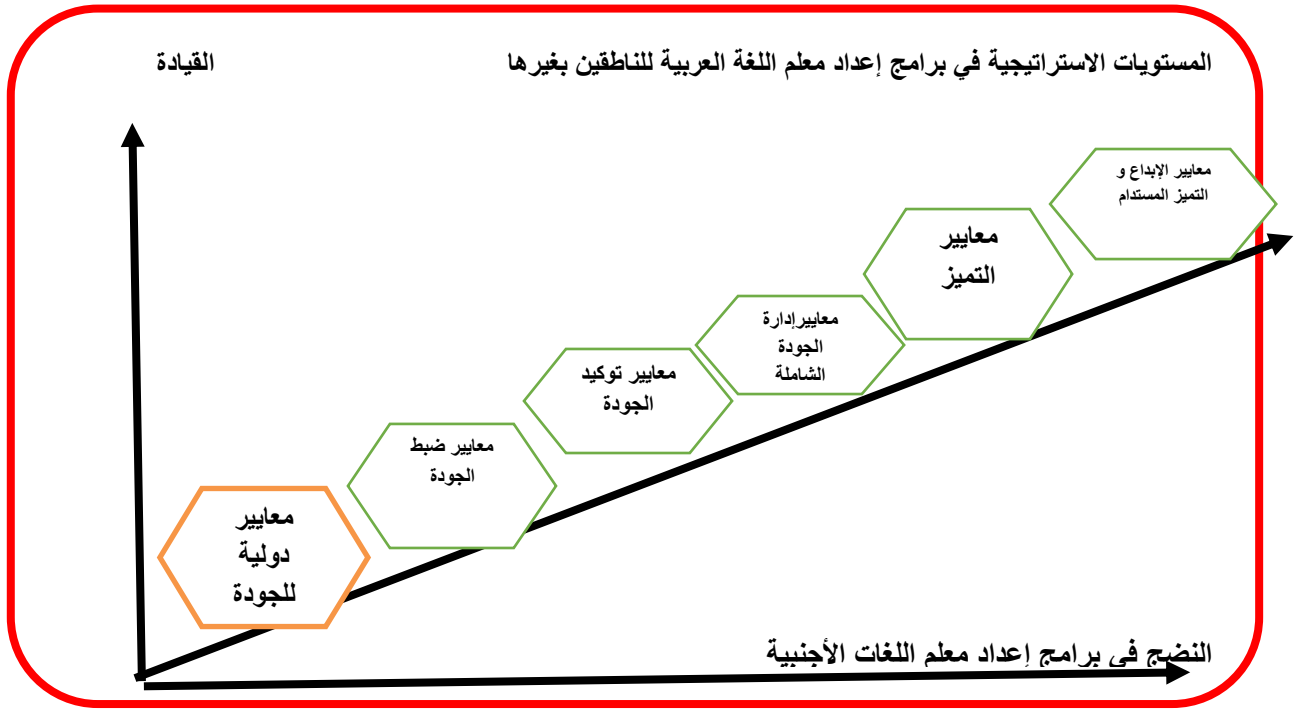 المستويات الاستراتيجية في برامج إعداد معلم اللغة العربية للناطقين بغيرها
القيادة
معايير الإبداع و
التميز المستدام
معايير
التميز
معاييرإدارة
الجودة
الشاملة
معايير توكيد
الجودة
معايير ضبط
الجودة
معايير
دولية
للجودة
النضج في برامج إعداد معلم اللغات الأجنبية